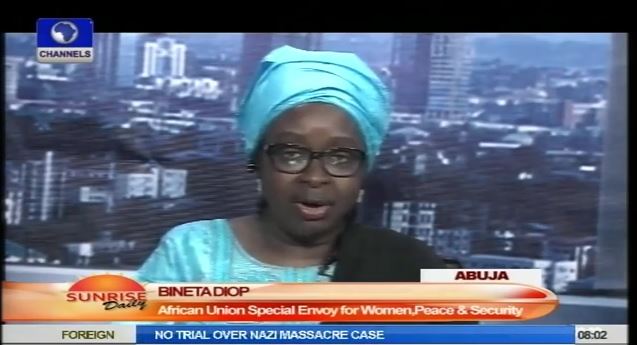 CHANNELS
ABUJA
SUNRISE
Daily
BINETA DIOP
African Union Special Envoy for Women,Peace & Security
FOREIGN NO TRIAL OVER NAZI MASSACRE CASE 08:02